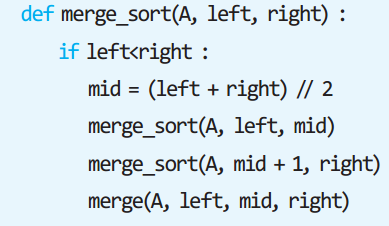 def merge_sort(A, left, right) :
    if left<right :
        mid = (left + right) // 2
        merge_sort(A, left, mid)
        merge_sort(A, mid + 1, right)
        merge(A, left, mid, right)